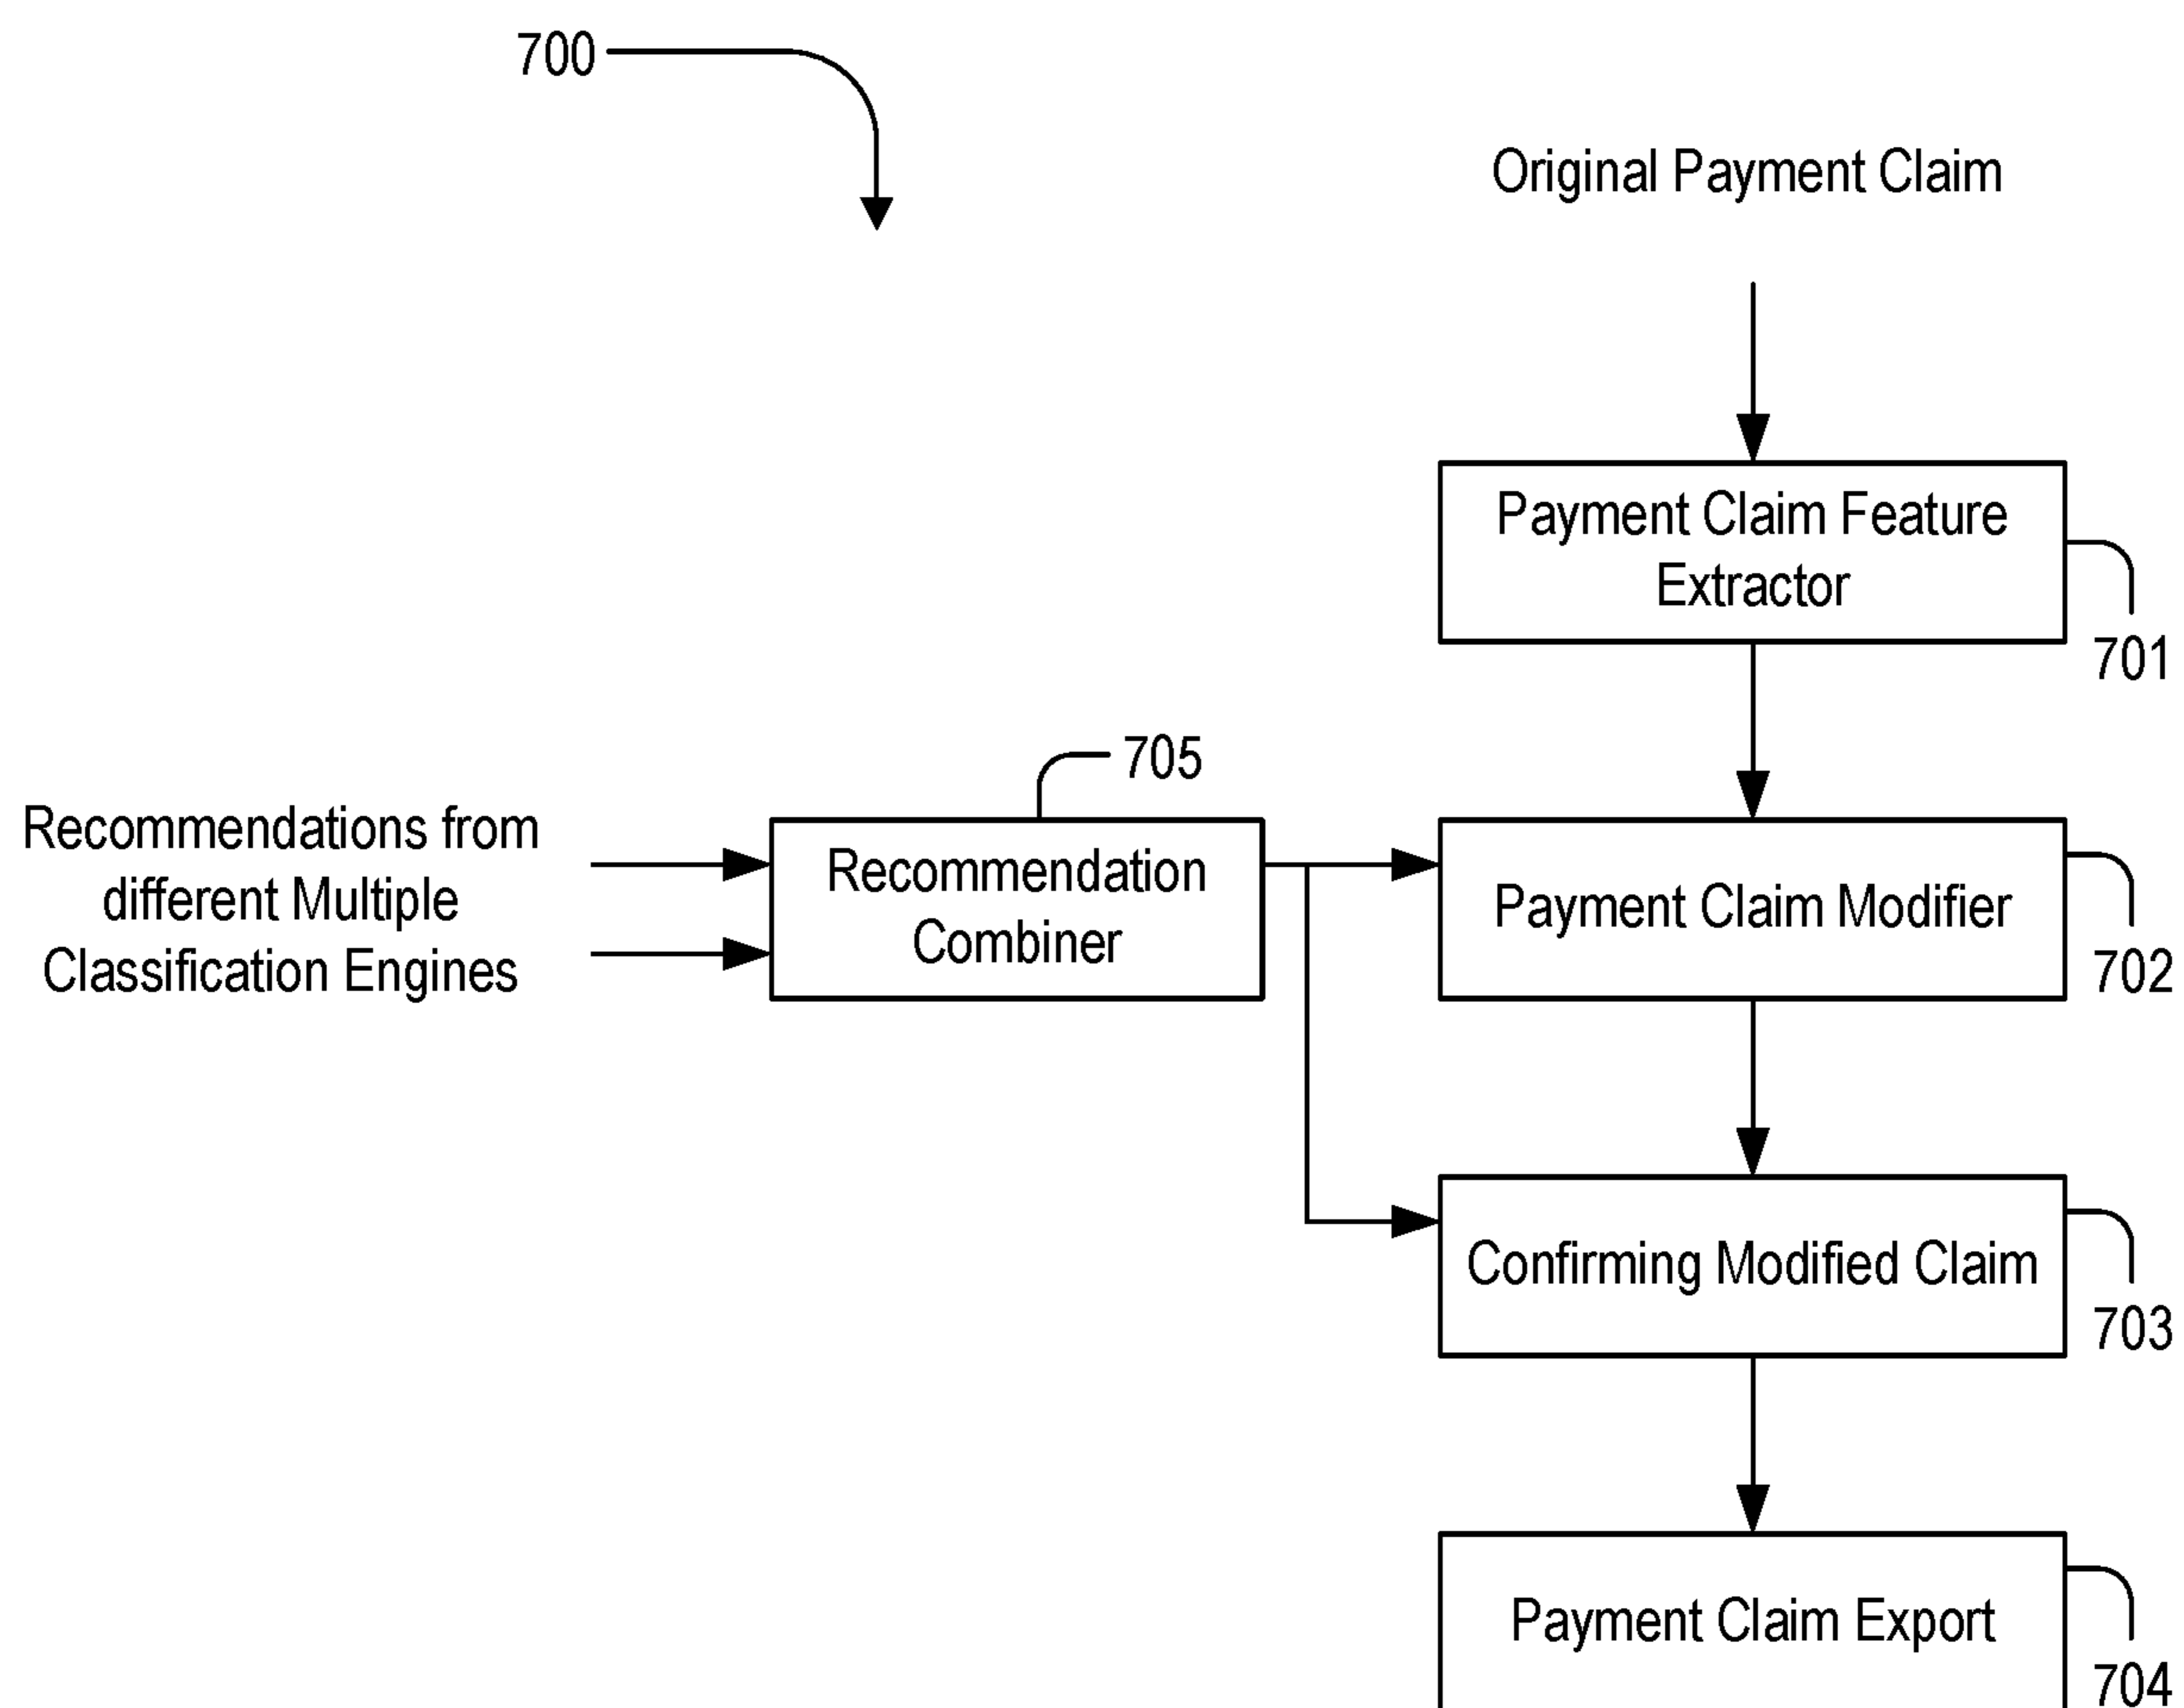 700
Original Payment Claim
Payment Claim Feature
Extractor
701
705
Recommendations from
different Multiple
Classification Engines
Recommendation
Combiner
Payment Claim Modifier
702
Confirming Modified Claim
703
Payment Claim Export
704